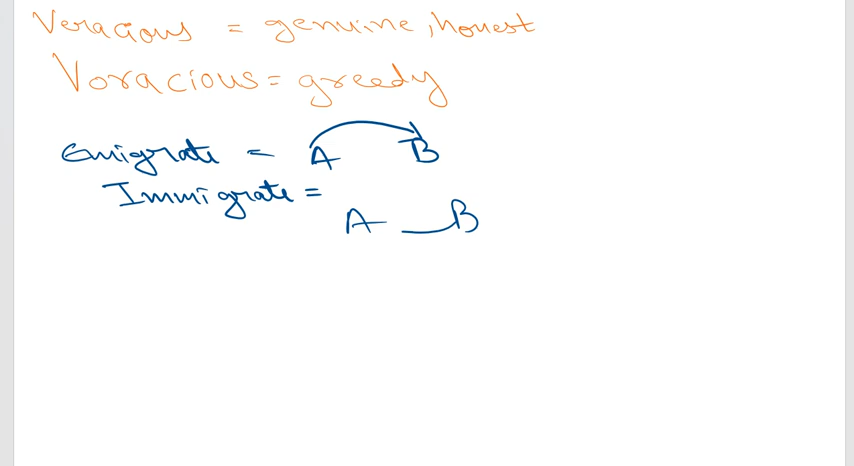 Veracious = genuine, honest
Voracious = greedy
Emigrate = A B
Immigrate =
A B